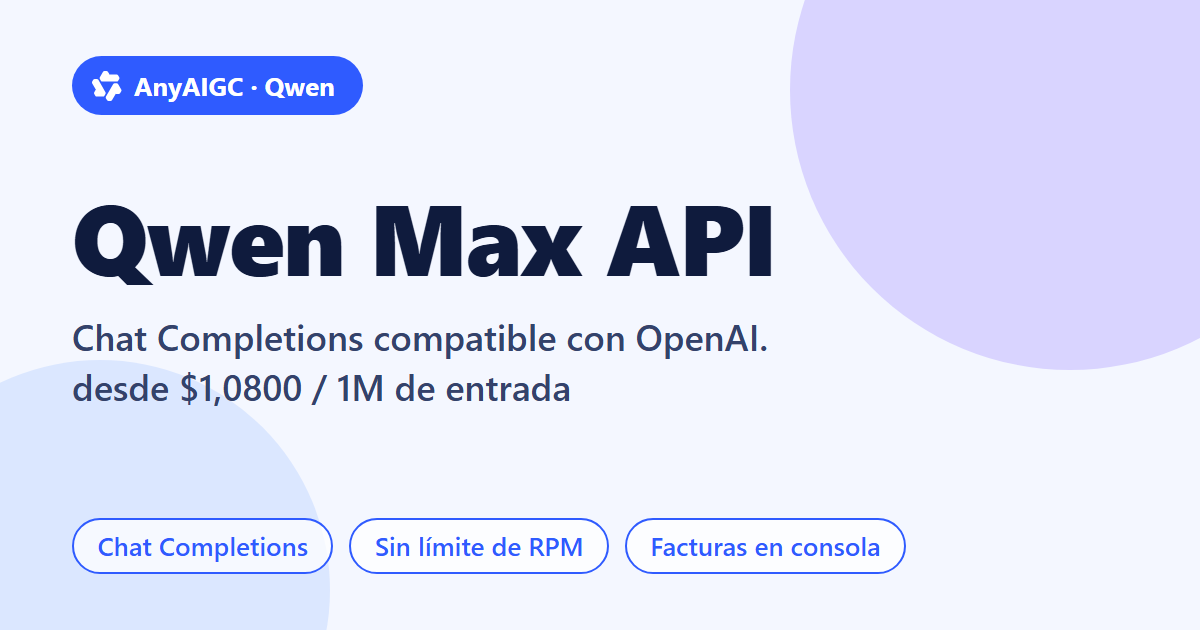 AnyAIGC · Qwen
Qwen Max API
Chat Completions compatible con OpenAI.
desde $1,0800 / 1M de entrada
Chat Completions
Sin límite de RPM
Facturas en consola